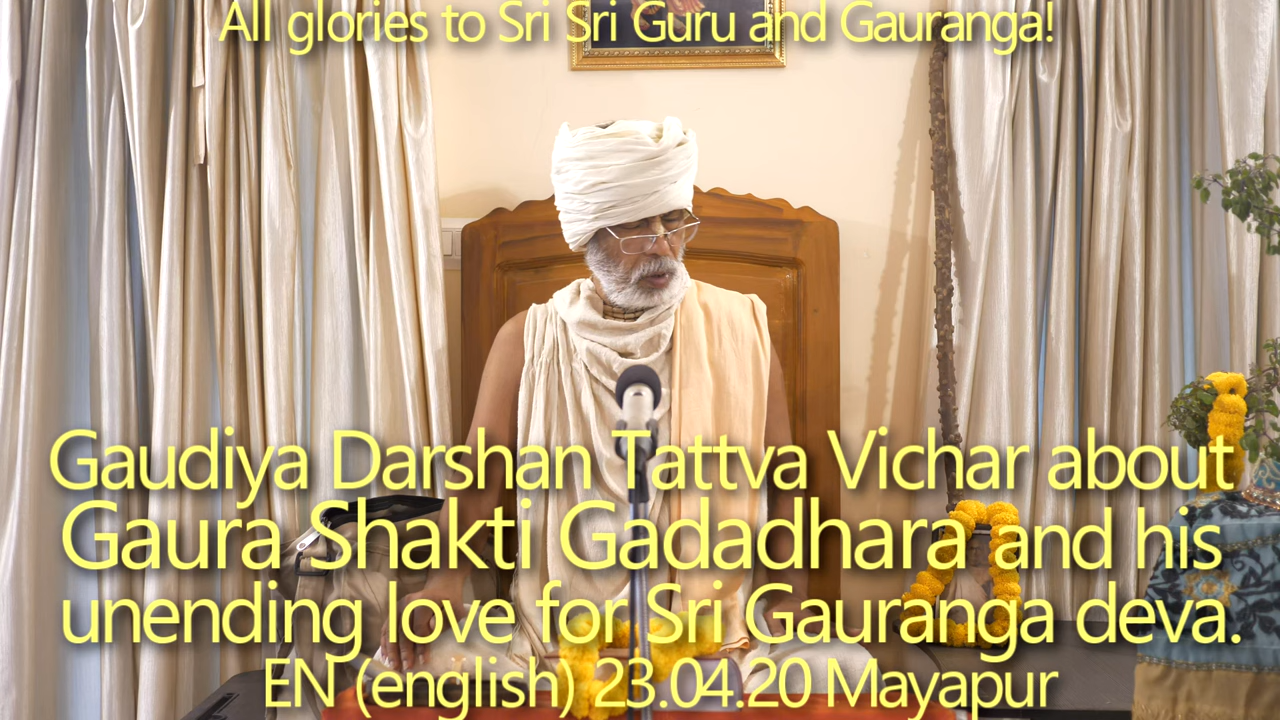 All glories to Sri Sri Guru and Gauranga!
Gaudiya Darshan Tattva Vichar about
Gaura Shakti Gadadhara and his
unending love for Sri Gauranga deva.
EN (english) 23.04.20 Mayapur